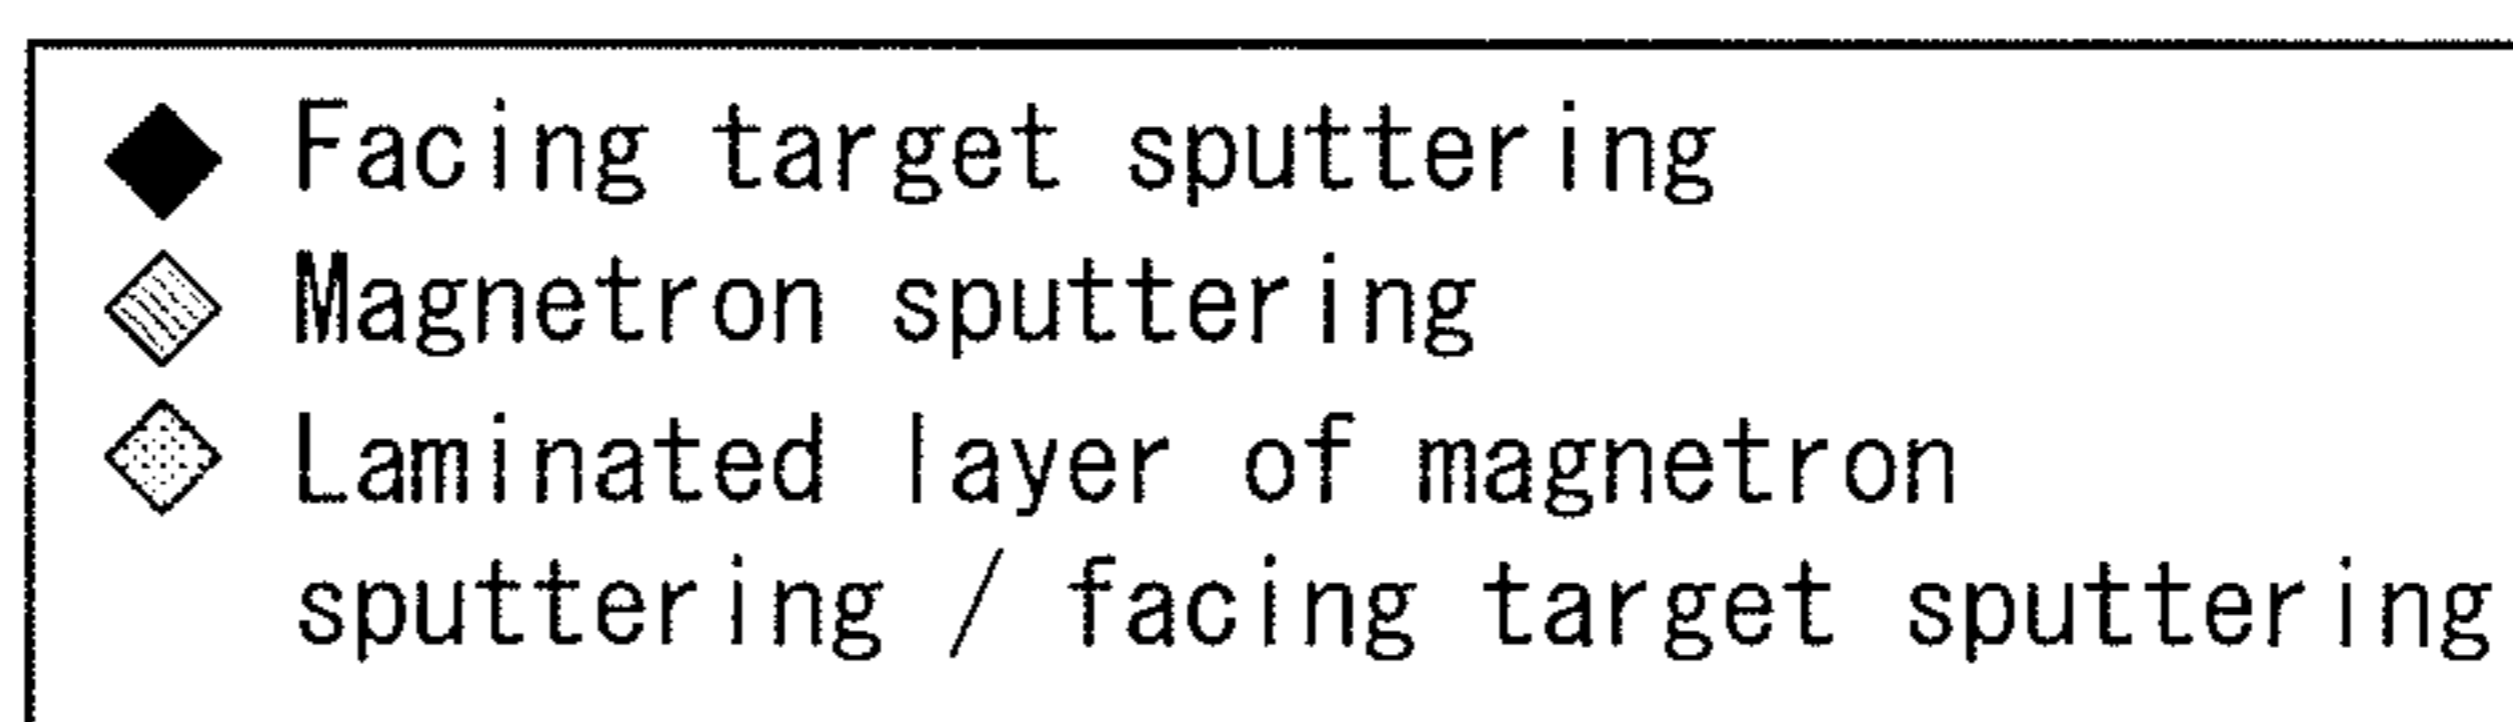 Facing target sputtering
Magnetron sputtering
Laminated layer of magnetron
sputtering / facing target sputtering